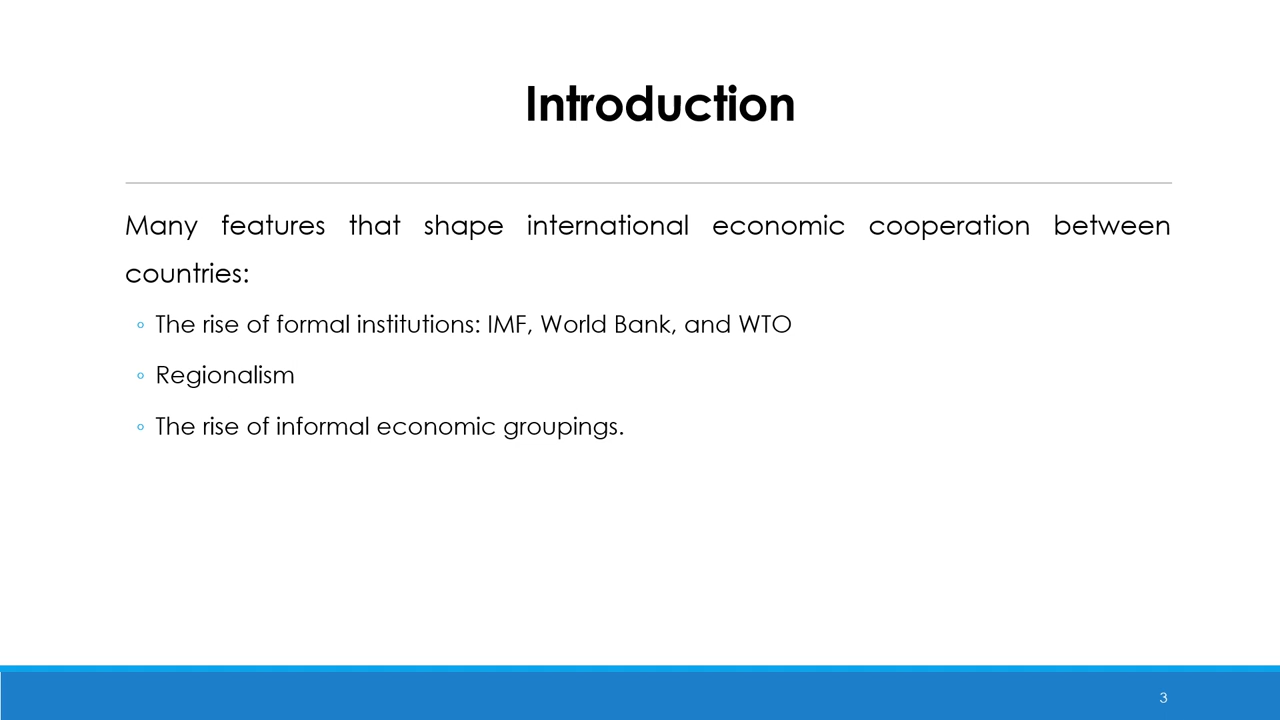 Introduction
Many features that shape international economic cooperation between
countries:
◦ The rise of formal institutions: IMF, World Bank, and WTO
◦ Regionalism
◦ The rise of informal economic groupings.
3